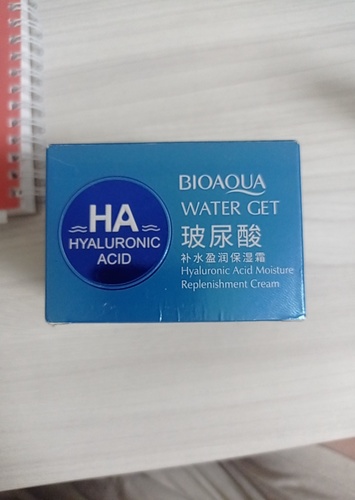 HA
HYALURONIC
ACID
BIOAQUA
WATER GET
玻尿酸
补水盈润保湿霜
Hyaluronic Acid Moisture
Replenishment Cream